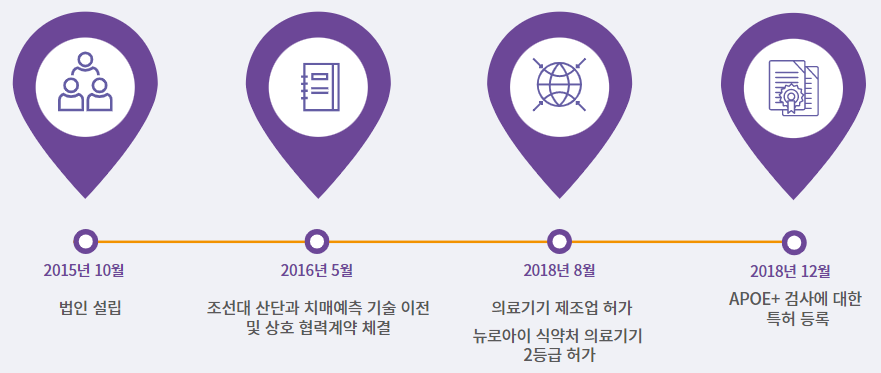 2015년 10월
법인 설립
2016년 5월
조선대 산단과 치매예측 기술 이전
및 상호 협력계약 체결
2018년 8월
의료기기 제조업 허가
뉴로아이 식약처 의료기기
2등급 허가
2018년 12월
APOE+ 검사에 대한
특허 등록